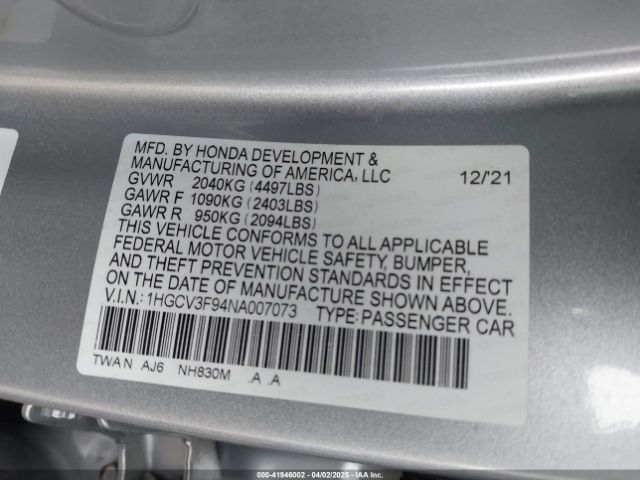 MFD. BY HONDA DEVELOPMENT &
MANUFACTURING OF AMERICA, LLC 12/'21
GVWR 2040KG (4497LBS)
GAWR F 1090KG (2403LBS)
GAWR R 950KG (2094LBS)
THIS VEHICLE CONFORMS TO ALL APPLICABLE
FEDERAL MOTOR VEHICLE SAFETY, BUMPER,
AND THEFT PREVENTION STANDARDS IN EFFECT
ON THE DATE OF MANUFACTURE SHOWN ABOVE.
V.I.N.: 1HGCV3F94NA007073 TYPE: PASSENGER CAR
TWA N AJ6 NH830M .A .A
000-41946002 04/02/2025 IAAI.COM